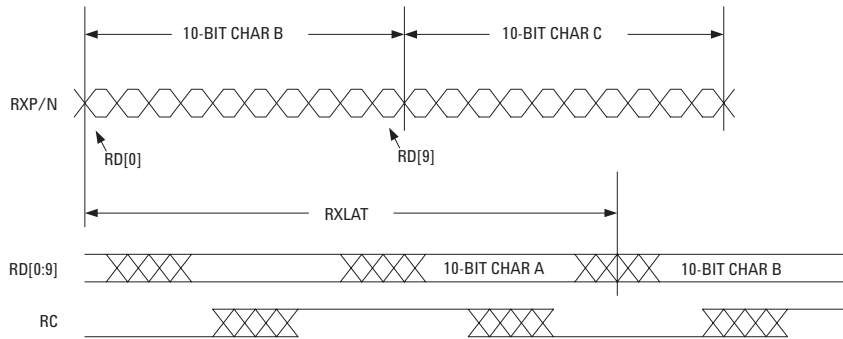 10-BIT CHAR B
10-BIT CHAR C
RXP/N
RD[0]
RD[9]
RXLAT
RD[0:9]
10-BIT CHAR A
10-BIT CHAR B
RC